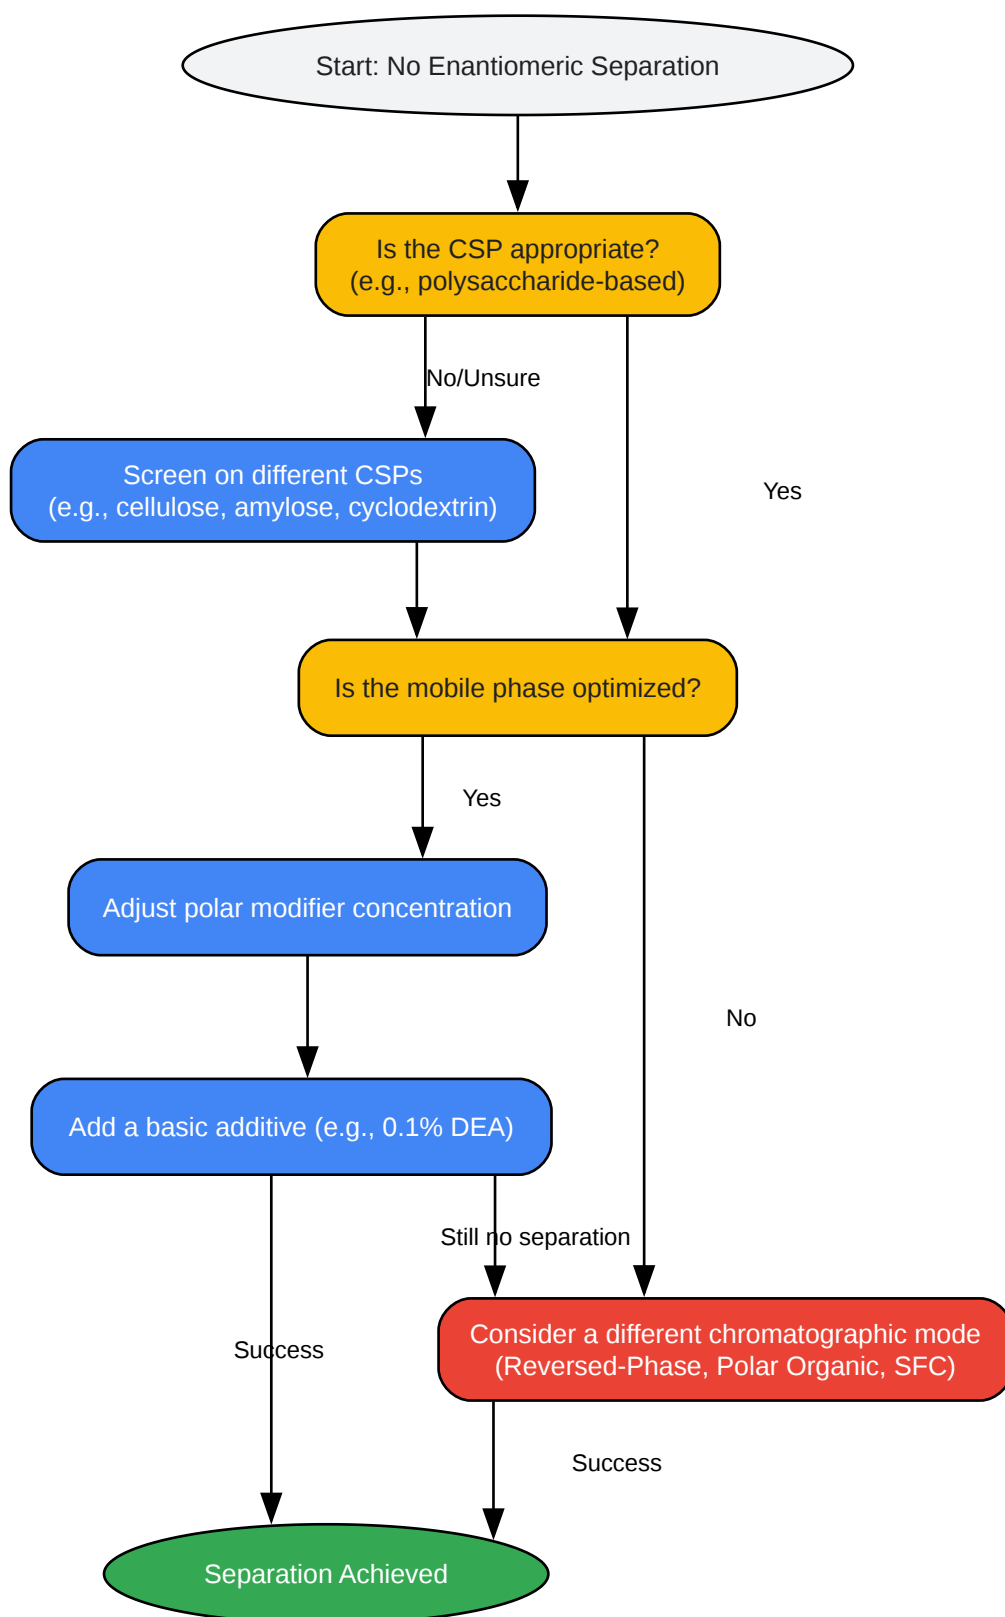 Start: No Enantiomeric Separation
Is the CSP appropriate?
(e.g., polysaccharide-based)
No/Unsure
Screen on different CSPs
(e.g., cellulose, amylose, cyclodextrin)
Yes
Is the mobile phase optimized?
Yes
Adjust polar modifier concentration
No
Add a basic additive (e.g., 0.1% DEA)
Still no separation
Consider a different chromatographic mode
(Reversed-Phase, Polar Organic, SFC)
Success
Success
Separation Achieved